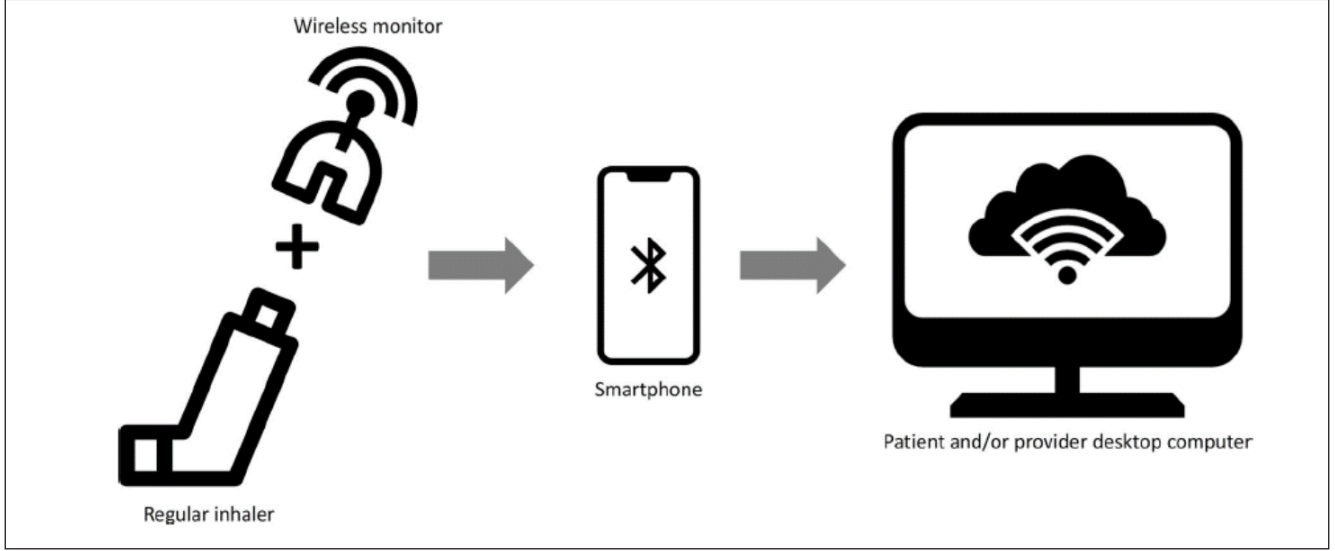 Wireless monitor
Smartphone
Patient and/or provider desktop computer
Regular inhaler